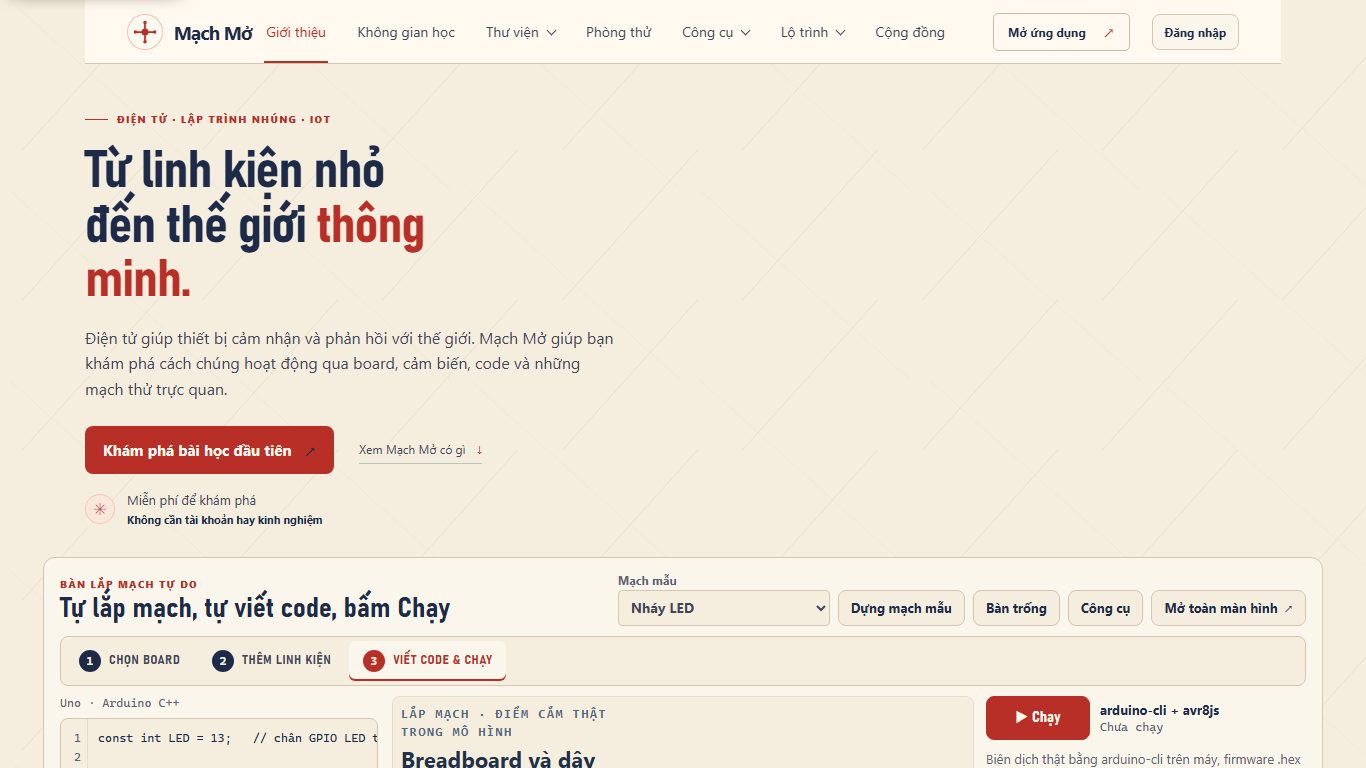 Mạch Mở Giới thiệu Không gian học Thư viện Phòng thử Công cụ Lộ trình Cộng đồng Mở ứng dụng ↗ Đăng nhập
ĐIỆN TỬ · LẬP TRÌNH NHÚNG · IOT
Từ linh kiện nhỏ
đến thế giới thông
minh.
Điện tử giúp thiết bị cảm nhận và phản hồi với thế giới. Mạch Mở giúp bạn
khám phá cách chúng hoạt động qua board, cảm biến, code và những
mạch thử trực quan.
Khám phá bài học đầu tiên ↗ Xem Mạch Mở có gì ↓
Miễn phí để khám phá
Không cần tài khoản hay kinh nghiệm
BÀN LẮP MẠCH TỰ DO
Tự lắp mạch, tự viết code, bấm Chạy
Mạch mẫu
Nháy LED Dựng mạch mẫu Bàn trống Công cụ Mở toàn màn hình ↗
1 CHỌN BOARD 2 THÊM LINH KIỆN 3 VIẾT CODE & CHẠY
Uno · Arduino C++
1 const int LED = 13; // chân GPIO LED t
2
LẮP MẠCH · ĐIỂM CẮM THẬT
TRONG MÔ HÌNH
Breadboard và dây
▶ Chạy
arduino-cli + avr8js
Chưa chạy
Biên dịch thật bằng arduino-cli trên máy, firmware .hex